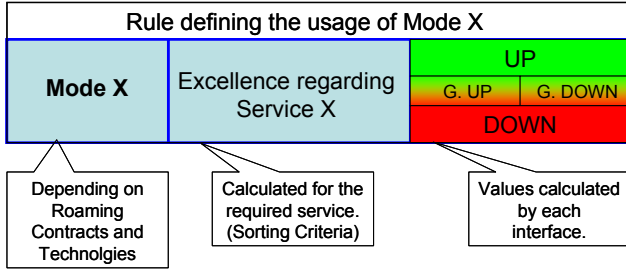 Rule defining the usage of Mode X
Mode X
Excellence regarding
Service X
UP
G. UP
G. DOWN
DOWN
Depending on
Roaming
Contracts and
Technolgies
Calculated for the
required service.
(Sorting Criteria)
Values calculated
by each
interface.